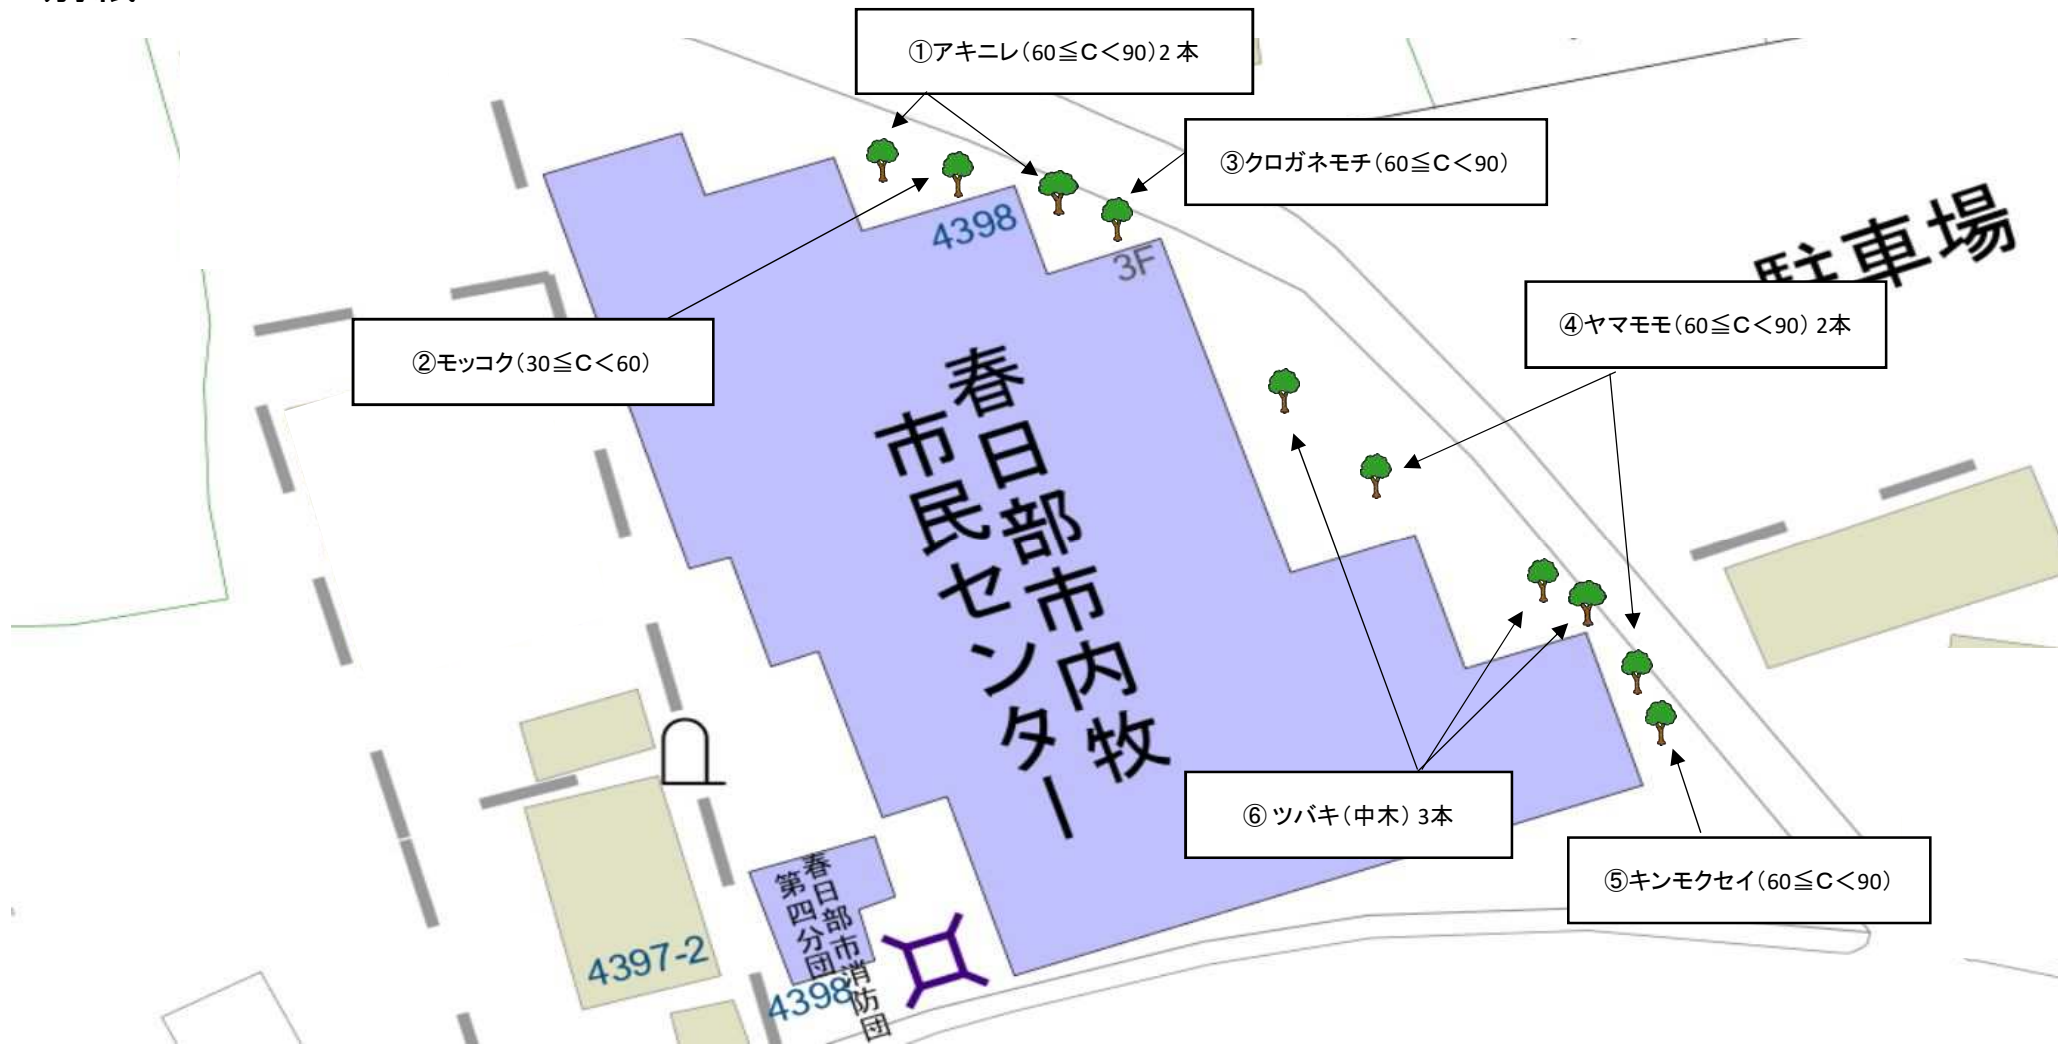 ①アキニレ(60≦C<90)2本
③クロガネモチ(60≦C<90)
4398
3F
駐車場
④ヤマモモ(60≦C<90) 2本
②モッコク(30≦C<60)
春日部市内牧
市民センター
⑥ツバキ(中木) 3本
⑤キンモクセイ(60≦C<90)
春日部市消防団
第四分団
4397-2
4398